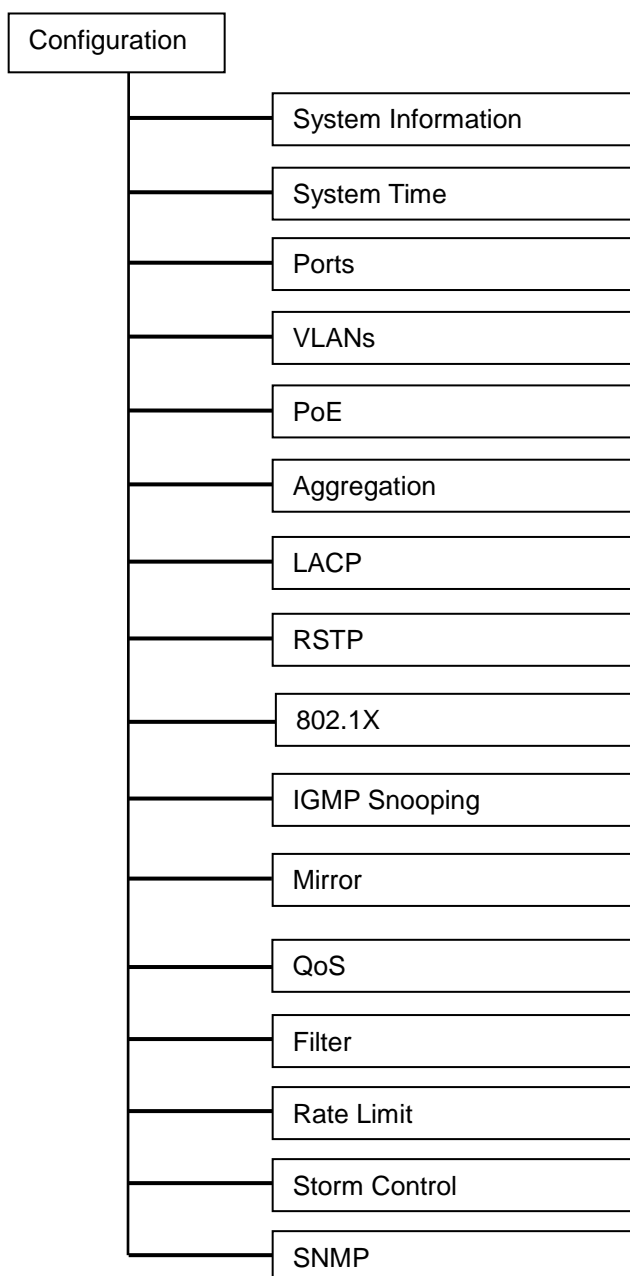 Configuration
System Information
System Time
Ports
VLANs
PoE
Aggregation
LACP
RSTP
802.1X
IGMP Snooping
Mirror
QoS
Filter
Rate Limit
Storm Control
SNMP